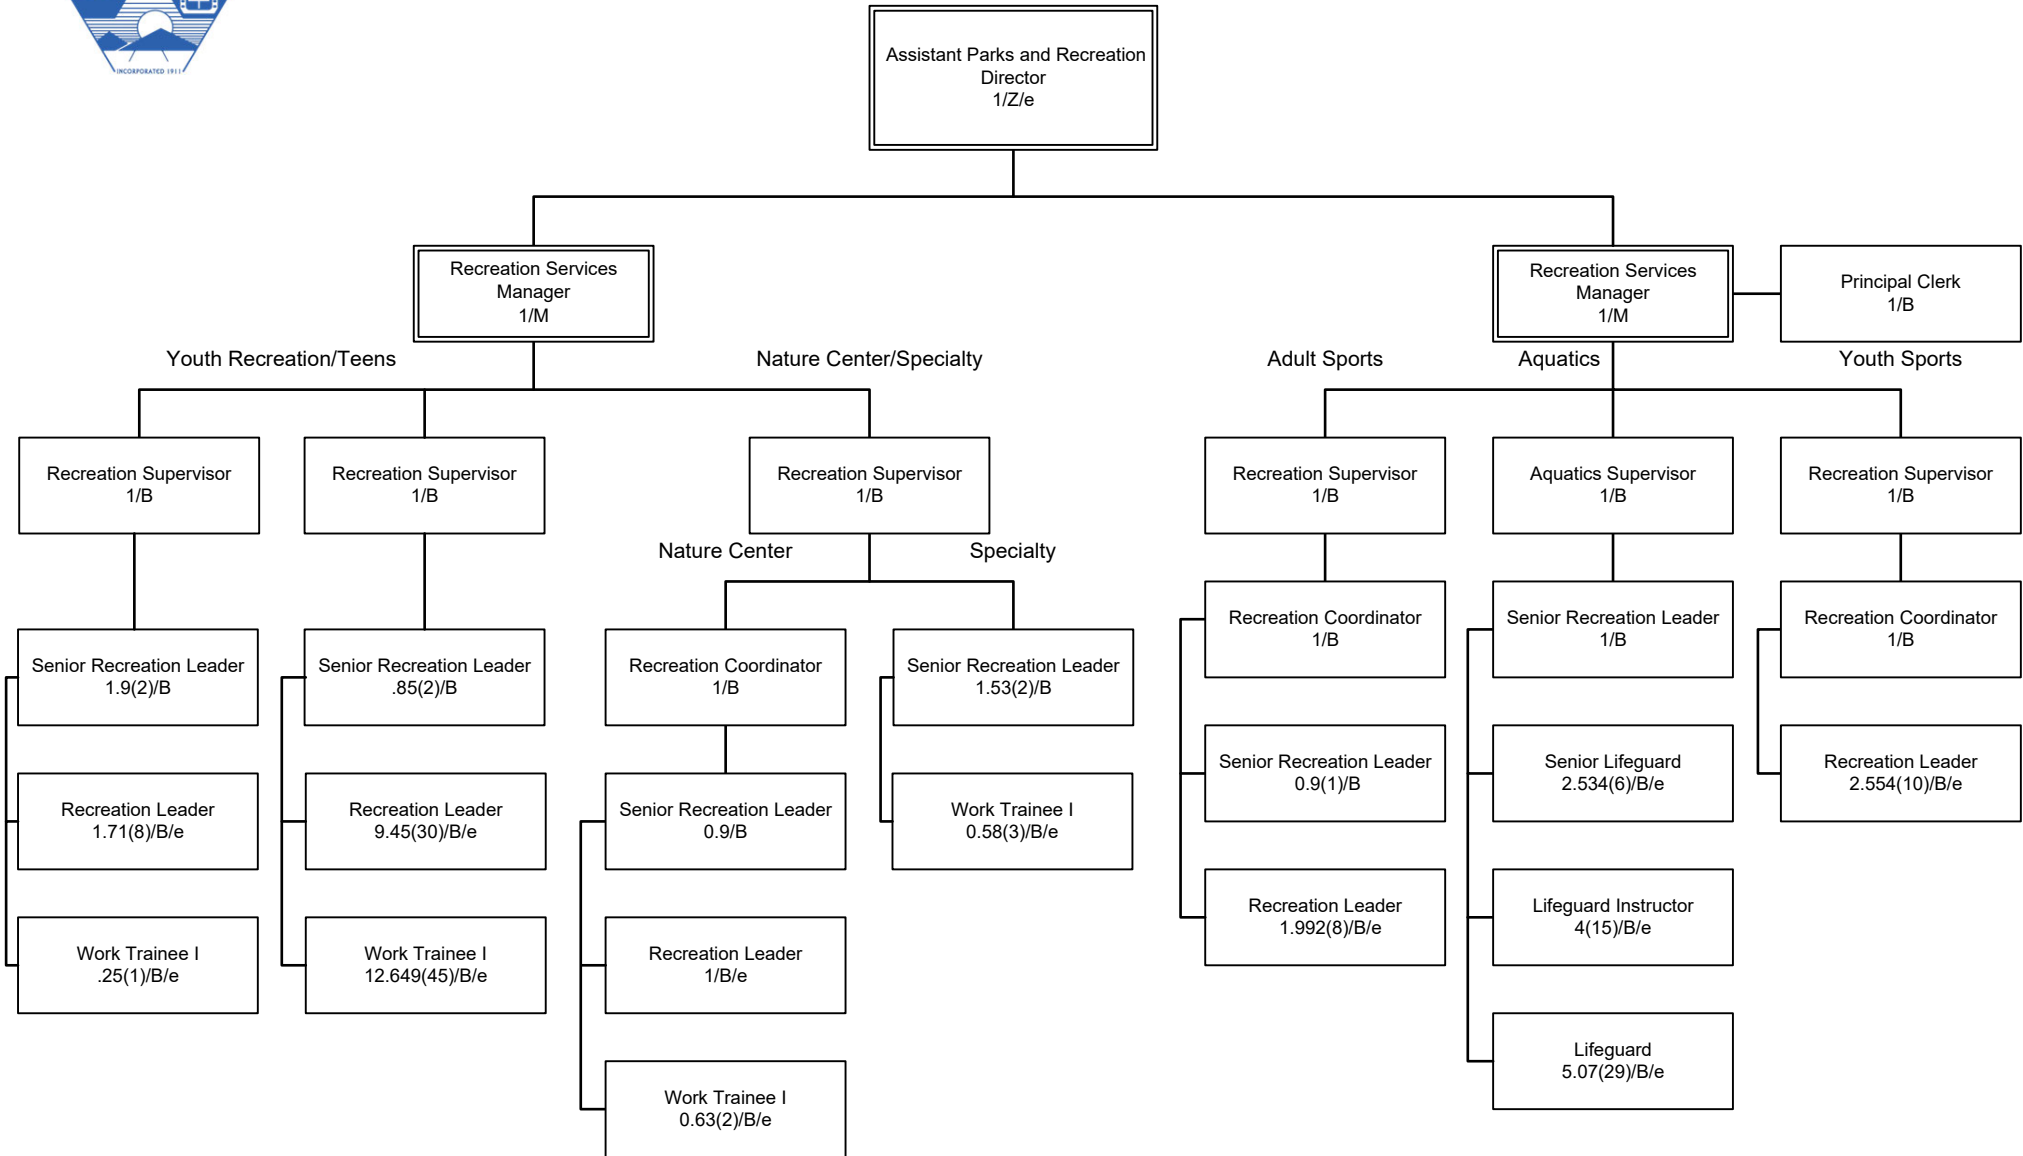 INCORPORATED 1911
Assistant Parks and Recreation
Director
1/Z/e
Recreation Services
Manager
1/M
Recreation Services
Manager
1/M
Principal Clerk
1/B
Youth Recreation/Teens
Nature Center/Specialty
Adult Sports
Aquatics
Youth Sports
Recreation Supervisor
1/B
Recreation Supervisor
1/B
Recreation Supervisor
1/B
Recreation Supervisor
1/B
Aquatics Supervisor
1/B
Recreation Supervisor
1/B
Nature Center
Specialty
Recreation Coordinator
1/B
Senior Recreation Leader
1/B
Recreation Coordinator
1/B
Senior Recreation Leader
1.9(2)/B
Senior Recreation Leader
.85(2)/B
Recreation Coordinator
1/B
Senior Recreation Leader
1.53(2)/B
Senior Recreation Leader
0.9(1)/B
Senior Lifeguard
2.534(6)/B/e
Recreation Leader
2.554(10)/B/e
Recreation Leader
1.71(8)/B/e
Recreation Leader
9.45(30)/B/e
Senior Recreation Leader
0.9/B
Work Trainee I
0.58(3)/B/e
Recreation Leader
1.992(8)/B/e
Lifeguard Instructor
4(15)/B/e
Work Trainee I
.25(1)/B/e
Work Trainee I
12.649(45)/B/e
Recreation Leader
1/B/e
Lifeguard
5.07(29)/B/e
Work Trainee I
0.63(2)/B/e